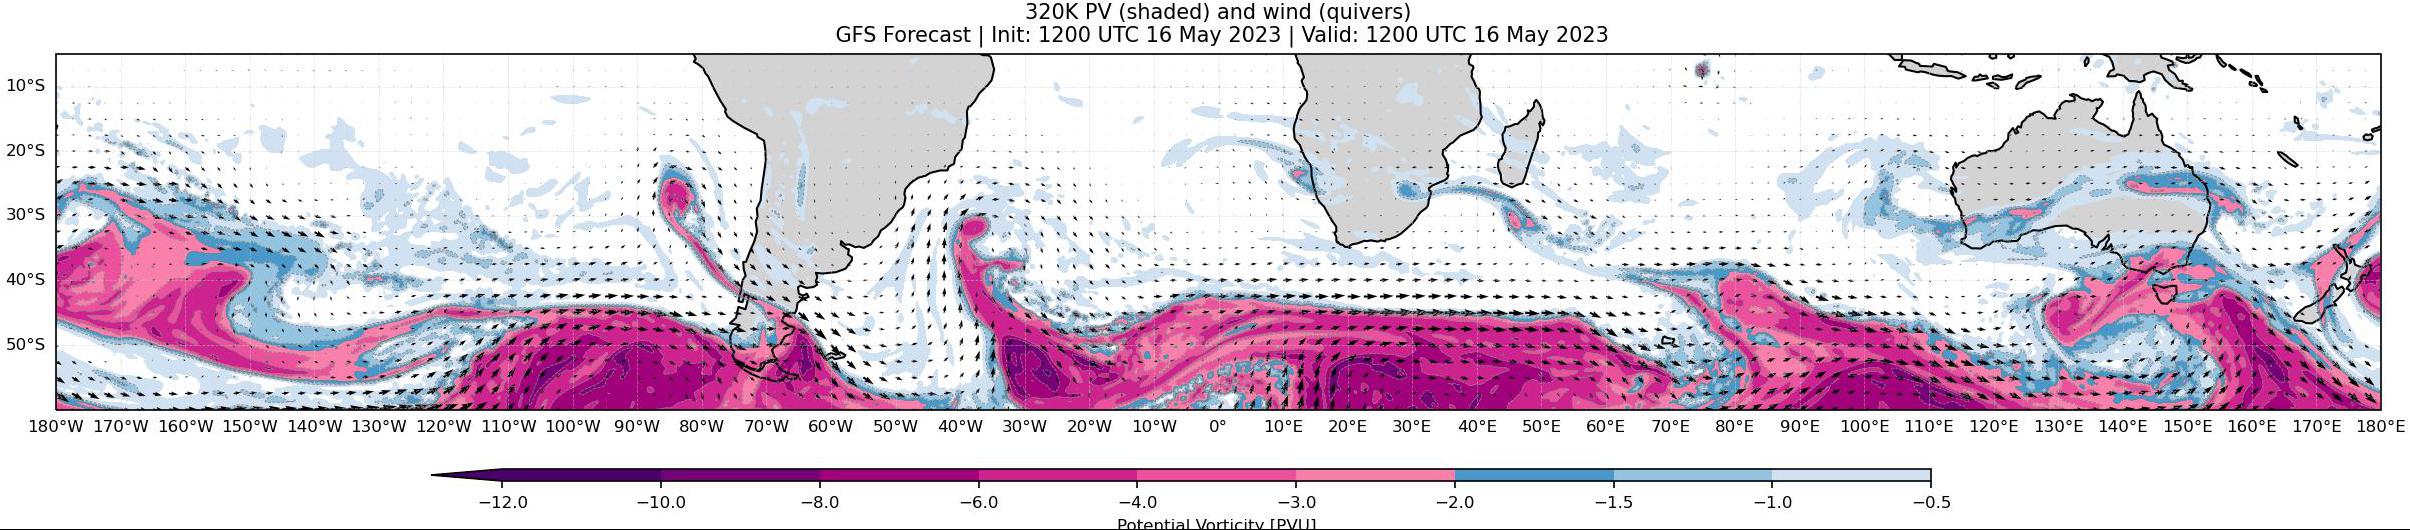 320K PV (shaded) and wind (quivers)
GFS Forecast | Init: 1200 UTC 16 May 2023 | Valid: 1200 UTC 16 May 2023
10°S
20°S
30°S
40°S
50°S
180°W 170°W 160°W 150°W 140°W 130°W 120°W 110°W 100°W 90°W 80°W 70°W 60°W 50°W 40°W 30°W 20°W 10°W 0° 10°E 20°E 30°E 40°E 50°E 60°E 70°E 80°E 90°E 100°E 110°E 120°E 130°E 140°E 150°E 160°E 170°E 180°E
−12.0 −10.0 −8.0 −6.0 −4.0 −3.0 −2.0 −1.5 −1.0 −0.5
Potential Vorticity [PVU]